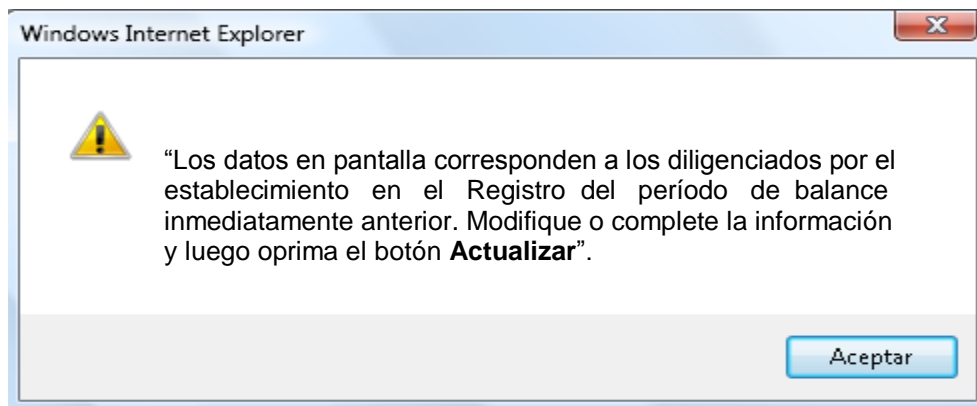 Windows Internet Explorer
“Los datos en pantalla corresponden a los diligenciados por el
establecimiento en el Registro del período de balance
inmediatamente anterior. Modifique o complete la información
y luego oprima el botón Actualizar”.
Aceptar